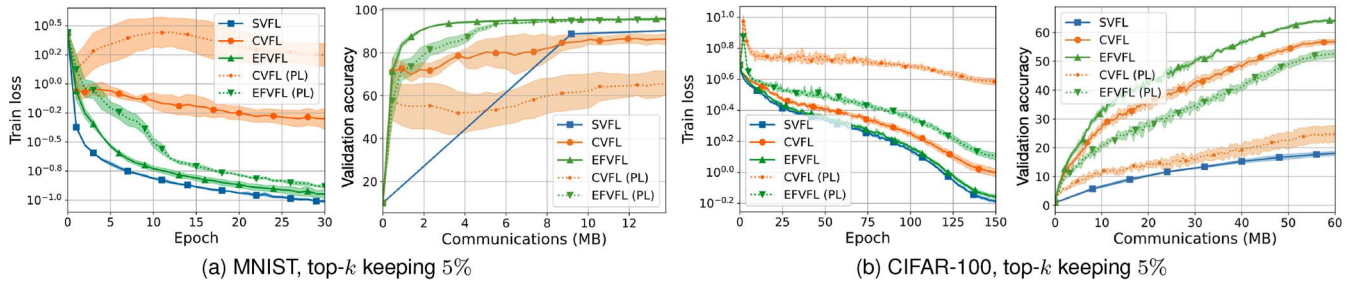 10^0.5
10^0.2
10^0.0
10^−0.2
10^−0.5
10^−0.8
10^−1.0
Train loss
0 5 10 15 20 25 30
Epoch
SVFL
CVFL
EFVFL
CVFL (PL)
EFVFL (PL)
100
80
60
40
20
Validation accuracy
0 2 4 6 8 10 12
Communications (MB)
SVFL
CVFL
EFVFL
CVFL (PL)
EFVFL (PL)
(a) MNIST, top-k keeping 5%
10^1.0
10^0.8
10^0.6
10^0.4
10^0.2
10^0.0
10^−0.2
Train loss
0 25 50 75 100 125 150
Epoch
SVFL
CVFL
EFVFL
CVFL (PL)
EFVFL (PL)
60
50
40
30
20
10
0
Validation accuracy
0 10 20 30 40 50 60
Communications (MB)
SVFL
CVFL
EFVFL
CVFL (PL)
EFVFL (PL)
(b) CIFAR-100, top-k keeping 5%